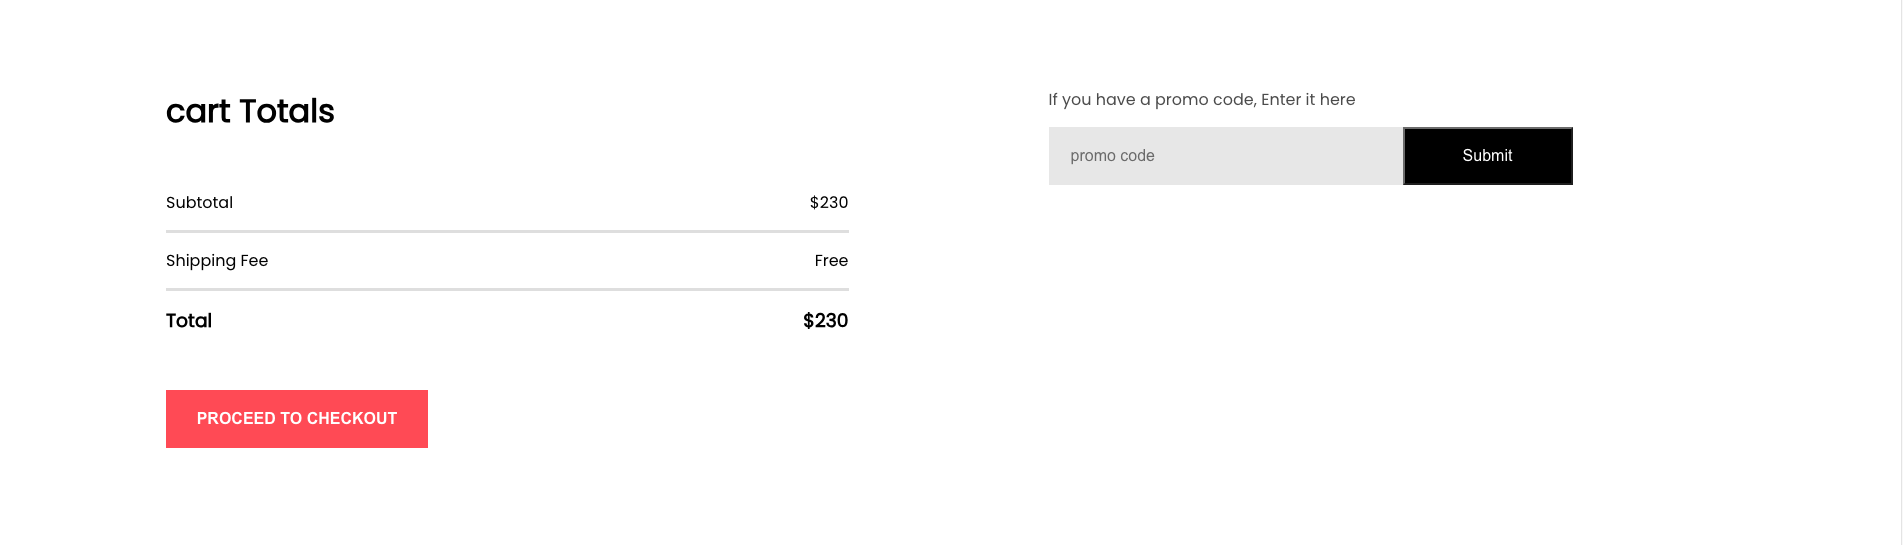 cart Totals
Subtotal $230
Shipping Fee Free
Total $230
PROCEED TO CHECKOUT
If you have a promo code, Enter it here
promo code Submit